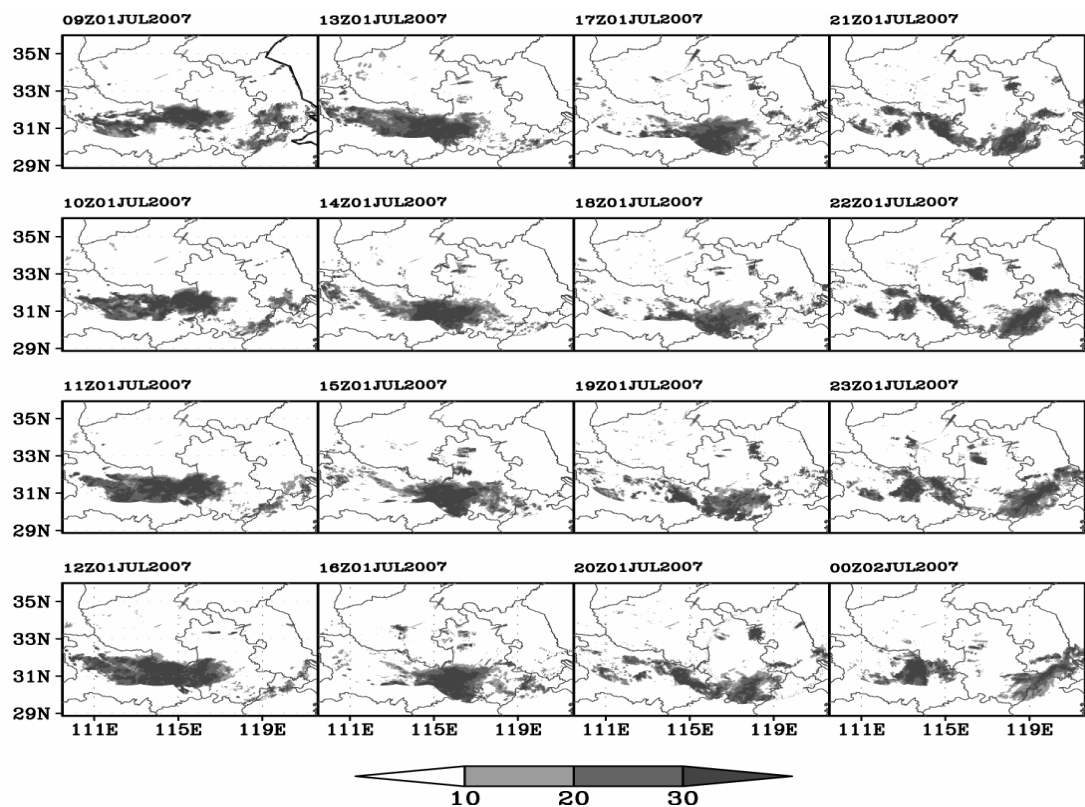 09Z01JUL2007 13Z01JUL2007 17Z01JUL2007 21Z01JUL2007
35N
33N
31N
29N
10Z01JUL2007 14Z01JUL2007 18Z01JUL2007 22Z01JUL2007
35N
33N
31N
29N
11Z01JUL2007 15Z01JUL2007 19Z01JUL2007 23Z01JUL2007
35N
33N
31N
29N
12Z01JUL2007 16Z01JUL2007 20Z01JUL2007 00Z02JUL2007
35N
33N
31N
29N
111E 115E 119E 111E 115E 119E 111E 115E 119E 111E 115E 119E
10 20 30